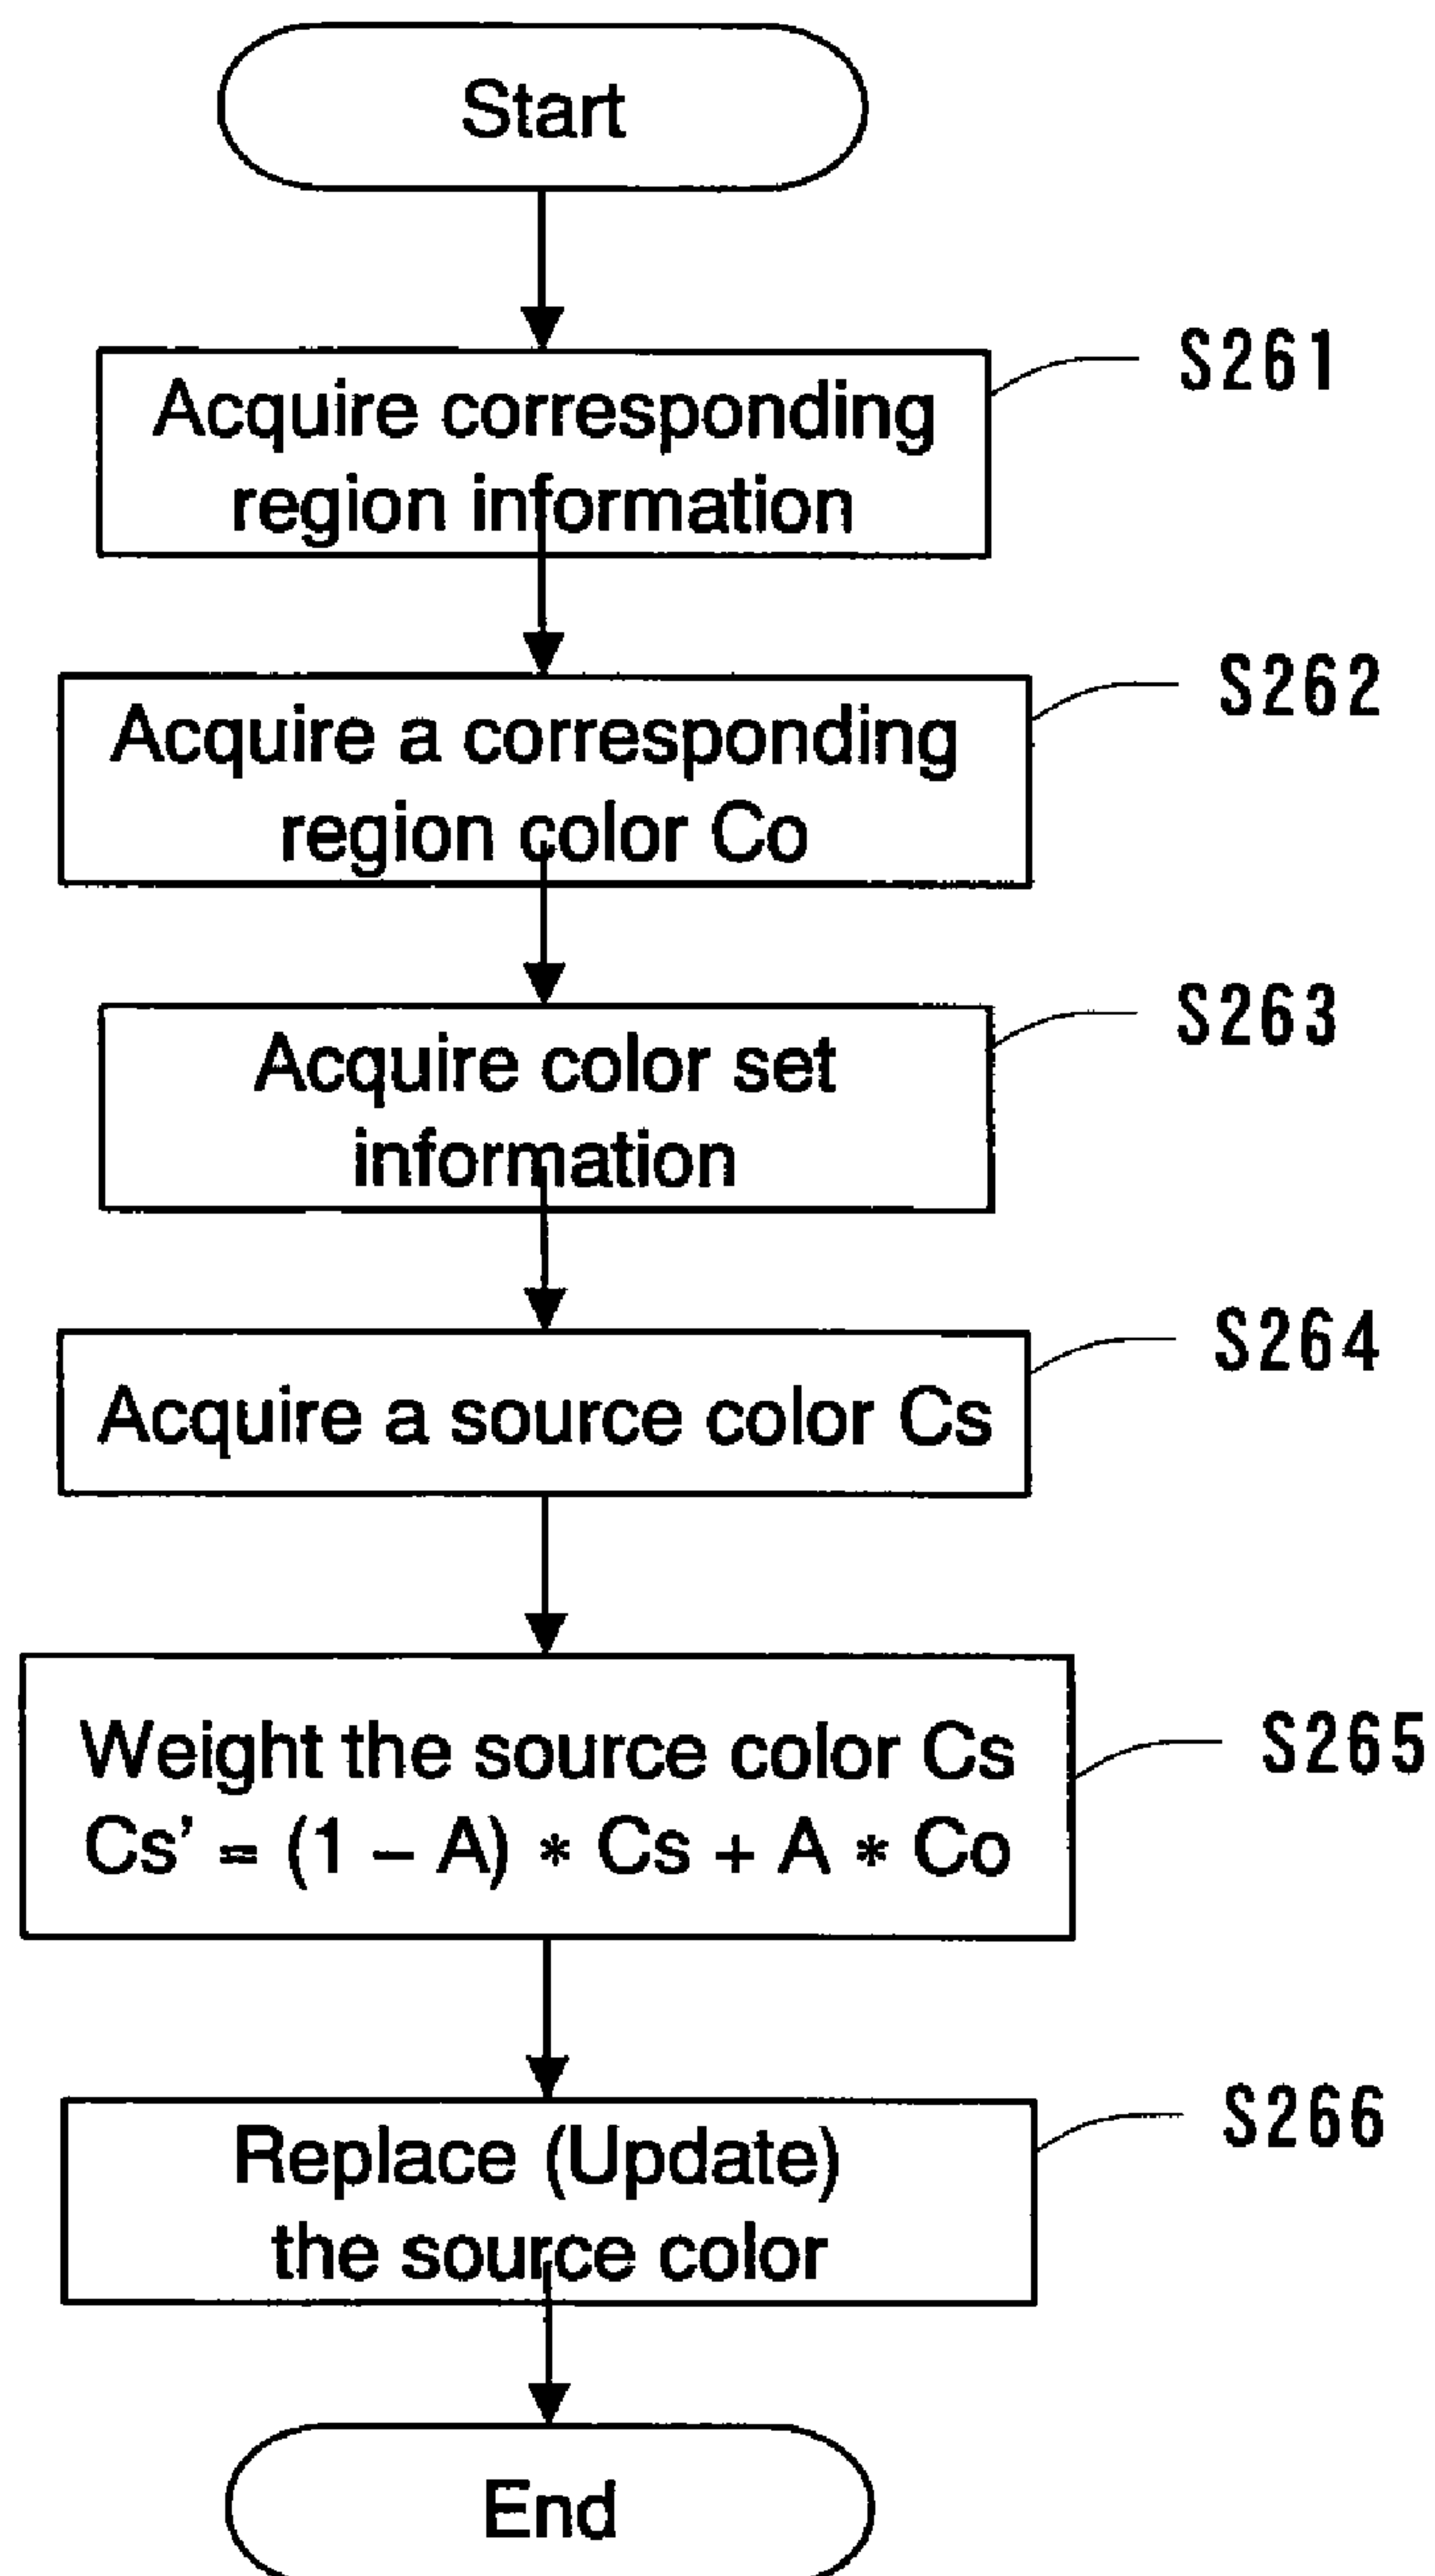 Start
S261
Acquire corresponding
region information
S262
Acquire a corresponding
region color Co
S263
Acquire color set
information
S264
Acquire a source color Cs
S265
Weight the source color Cs
Cs' = (1 – A) * Cs + A * Co
S266
Replace (Update)
the source color
End